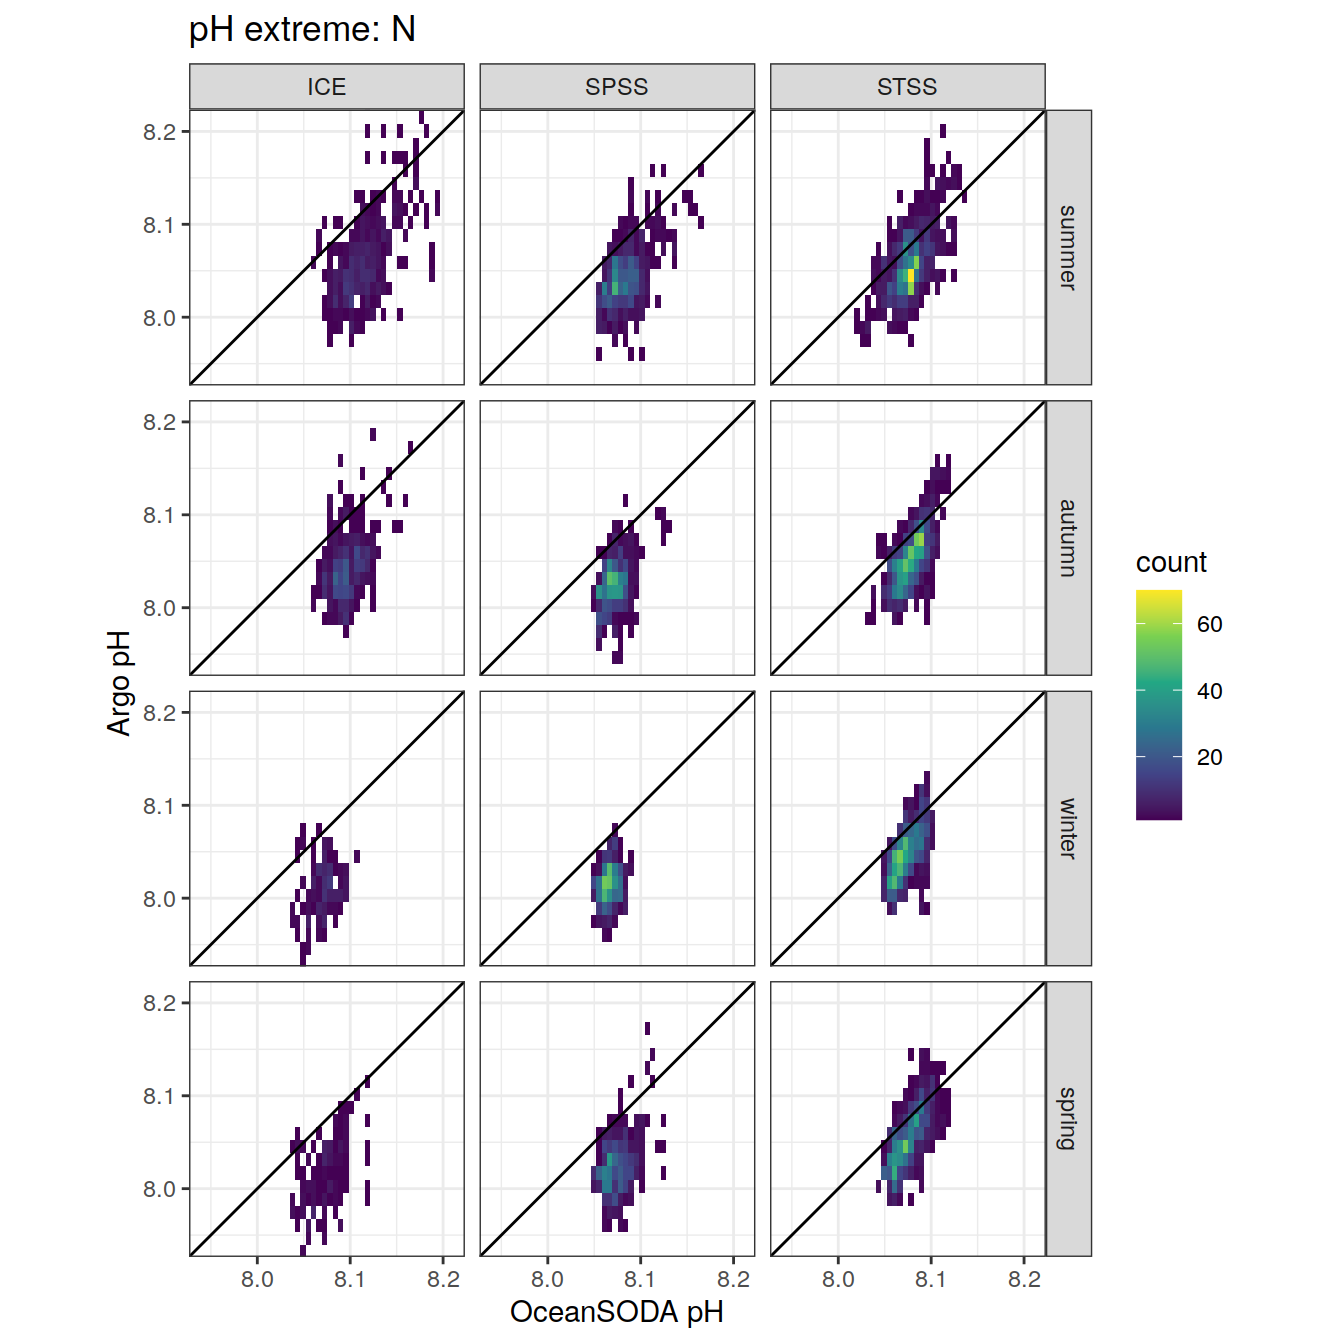 pH extreme: N
ICE SPSS STSS
8.2
8.1
8.0
summer
8.2
8.1
8.0
autumn
8.2
8.1
8.0
winter
8.2
8.1
8.0
spring
8.0 8.1 8.2 8.0 8.1 8.2 8.0 8.1 8.2
OceanSODA pH
Argo pH
count
60
40
20